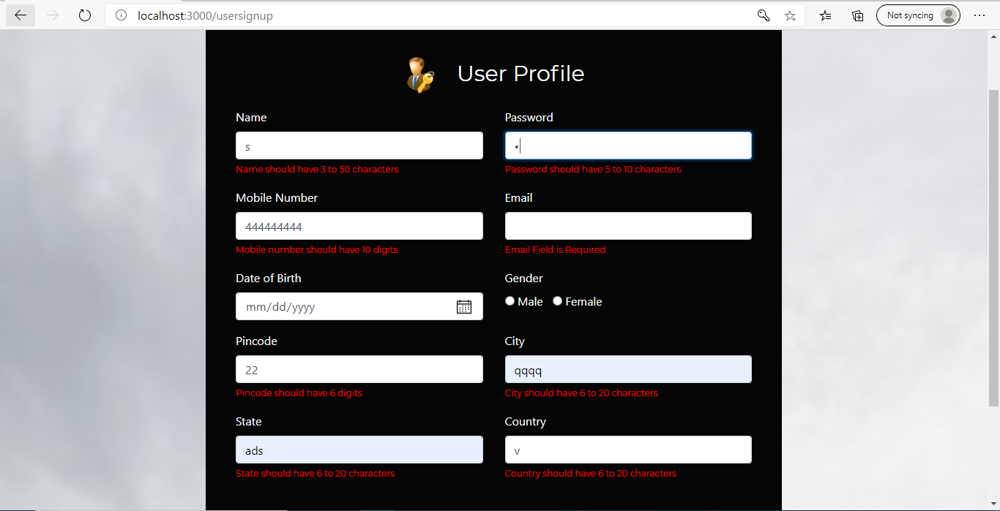 localhost:3000/usersignup
Not syncing
User Profile
Name Password
s •
Name should have 3 to 50 characters Password should have 5 to 10 characters
Mobile Number Email
444444444
Mobile number should have 10 digits Email Field is Required
Date of Birth Gender
mm/dd/yyyy Male Female
Pincode City
22 qqqq
Pincode should have 6 digits City should have 6 to 20 characters
State Country
ads v
State should have 6 to 20 characters Country should have 6 to 20 characters